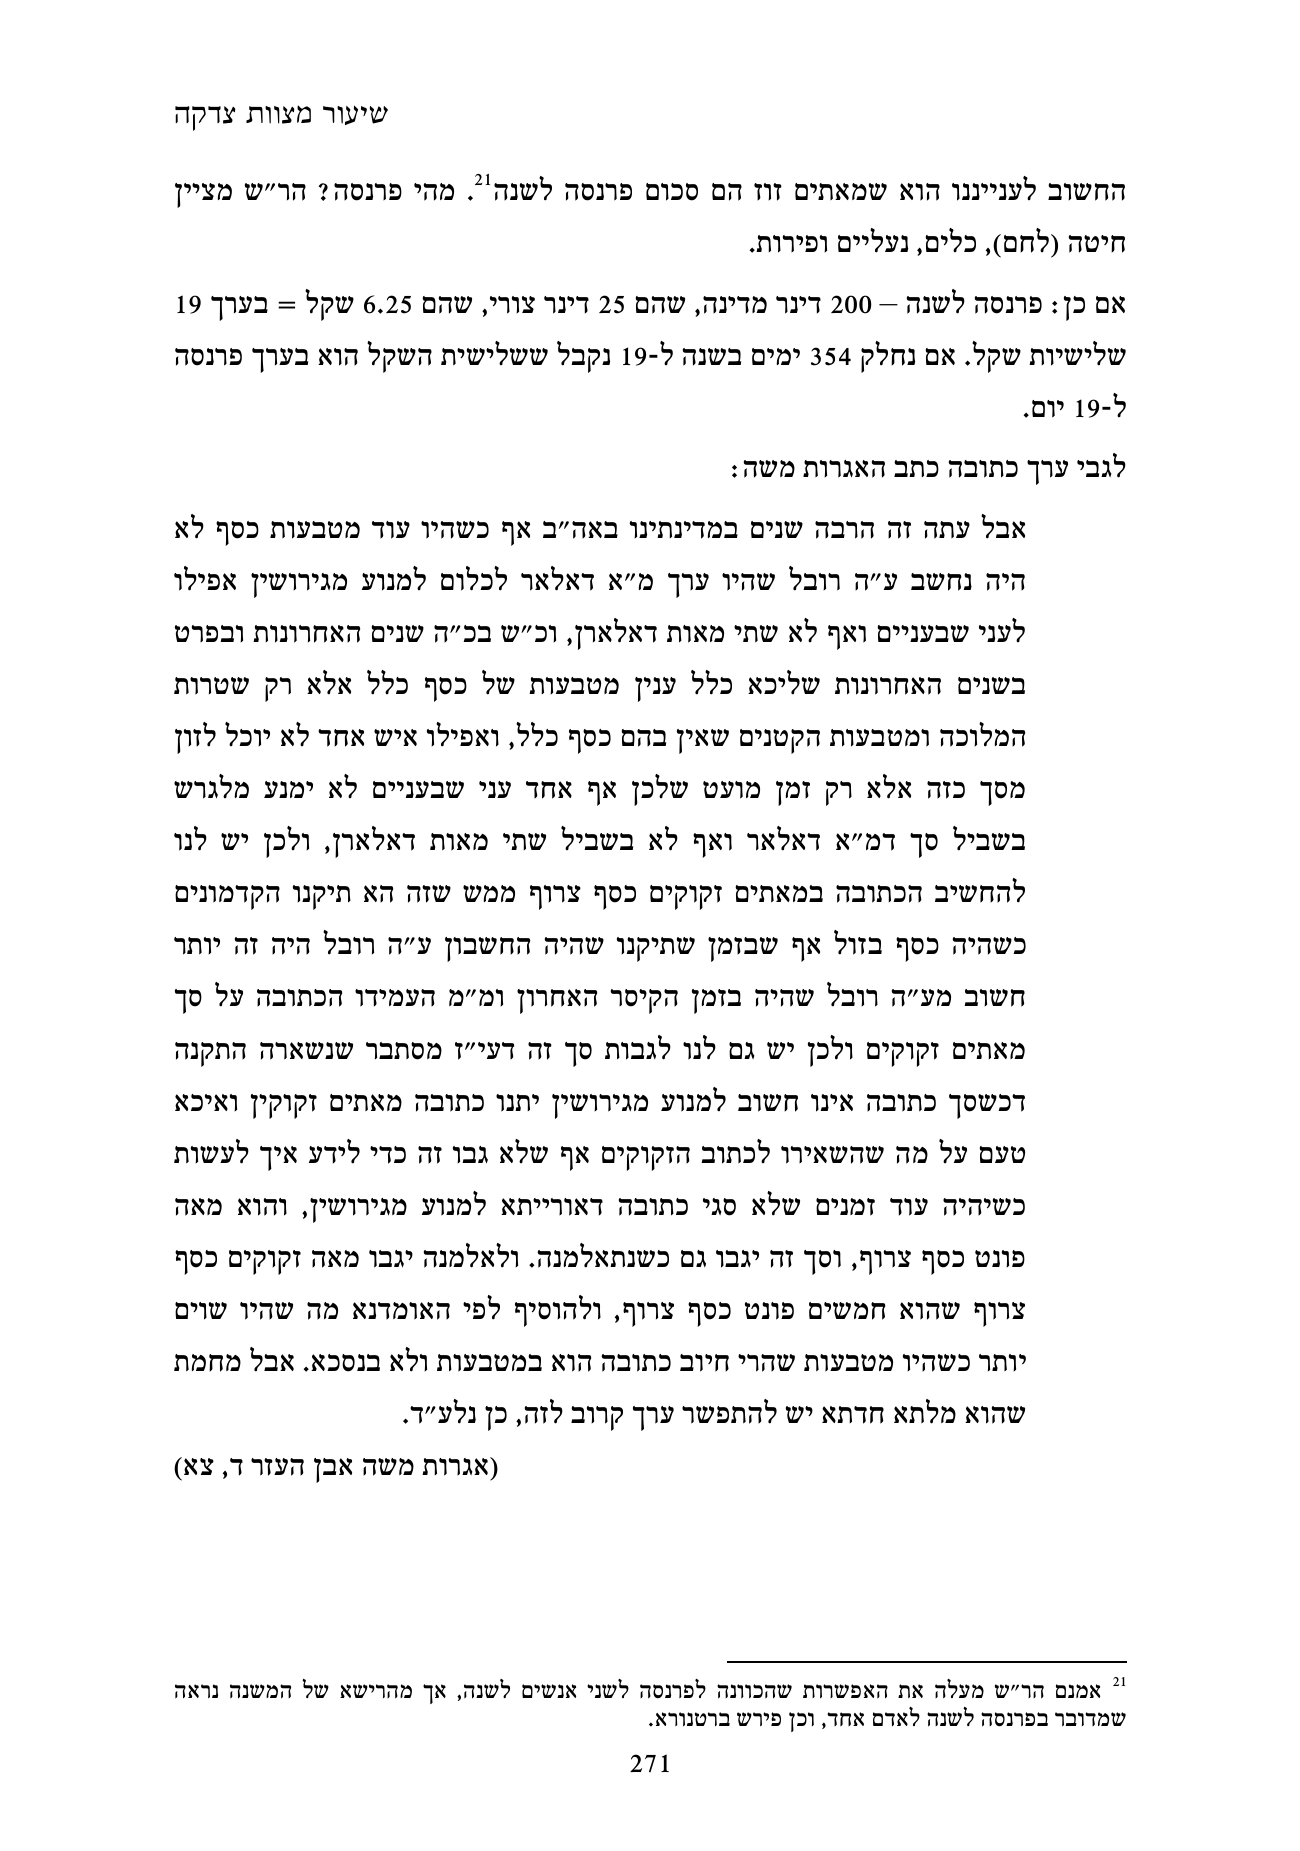 שיעור מצוות צדקה
החשוב לענייננו הוא שמאתים זוז הם סכום פרנסה לשנה21. מהי פרנסה? הר״ש מציין
חיטה (לחם), כלים, נעליים ופירות.
אם כן: פרנסה לשנה – 200 דינר מדינה, שהם 25 דינר צורי, שהם 6.25 שקל = בערך 19
שלישיות שקל. אם נחלק 354 ימים בשנה ל-19 נקבל ששלישית השקל הוא בערך פרנסה
ל-19 יום.
לגבי ערך כתובה כתב האגרות משה:
אבל עתה זה הרבה שנים במדינתינו באה״ב אף כשהיו עוד מטבעות כסף לא
היה נחשב ע״ה רובל שהיו ערך מ״א דאלאר לכלום למנוע מגירושין אפילו
לעני שבעניים ואף לא שתי מאות דאלארן, וכ״ש בכ״ה שנים האחרונות ובפרט
בשנים האחרונות שליכא כלל ענין מטבעות של כסף כלל אלא רק שטרות
המלוכה ומטבעות הקטנים שאין בהם כסף כלל, ואפילו איש אחד לא יוכל לזון
מסך כזה אלא רק זמן מועט שלכן אף אחד עני שבעניים לא ימנע מלגרש
בשביל סך דמ״א דאלאר ואף לא בשביל שתי מאות דאלארן, ולכן יש לנו
להחשיב הכתובה במאתים זקוקים כסף צרוף ממש שזה הא תיקנו הקדמונים
כשהיה כסף בזול אף שבזמן שתיקנו שהיה החשבון ע״ה רובל היה זה יותר
חשוב מע״ה רובל שהיה בזמן הקיסר האחרון ומ״מ העמידו הכתובה על סך
מאתים זקוקים ולכן יש גם לנו לגבות סך זה דעי״ז מסתבר שנשארה התקנה
דכשסך כתובה אינו חשוב למנוע מגירושין יתנו כתובה מאתים זקוקין ואיכא
טעם על מה שהשאירו לכתוב הזקוקים אף שלא גבו זה כדי לידע איך לעשות
כשיהיה עוד זמנים שלא סגי כתובה דאורייתא למנוע מגירושין, והוא מאה
פונט כסף צרוף, וסך זה יגבו גם כשנתאלמנה. ולאלמנה יגבו מאה זקוקים כסף
צרוף שהוא חמשים פונט כסף צרוף, ולהוסיף לפי האומדנא מה שהיו שוים
יותר כשהיו מטבעות שהרי חיוב כתובה הוא במטבעות ולא בנסכא. אבל מחמת
שהוא מלתא חדתא יש להתפשר ערך קרוב לזה, כן נלע״ד.
(אגרות משה אבן העזר ד, צא)
21 אמנם הר״ש מעלה את האפשרות שהכוונה לפרנסה לשני אנשים לשנה, אך מהרישא של המשנה נראה
שמדובר בפרנסה לשנה לאדם אחד, וכן פירש ברטנורא.
271